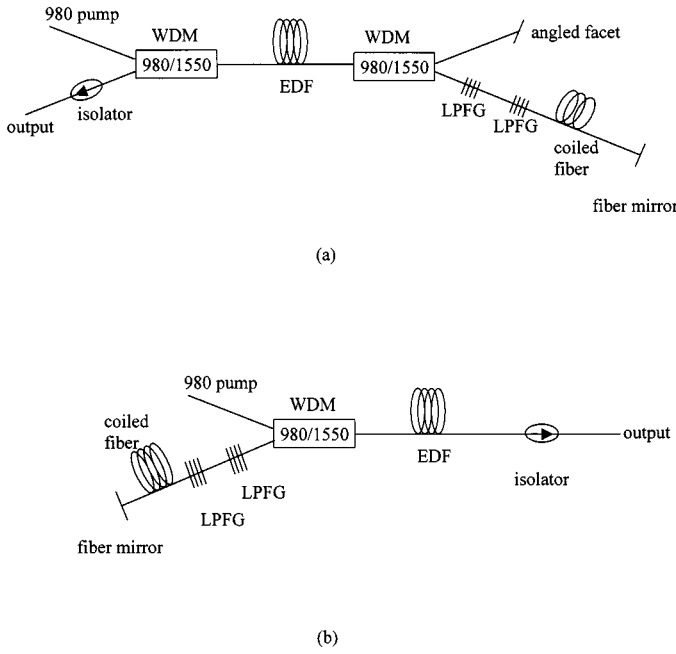 980 pump
WDM
980/1550
isolator
output
EDF
WDM
980/1550
angled facet
LPFG
LPFG
coiled
fiber
fiber mirror
(a)
980 pump
WDM
980/1550
coiled
fiber
LPFG
LPFG
fiber mirror
EDF
isolator
output
(b)